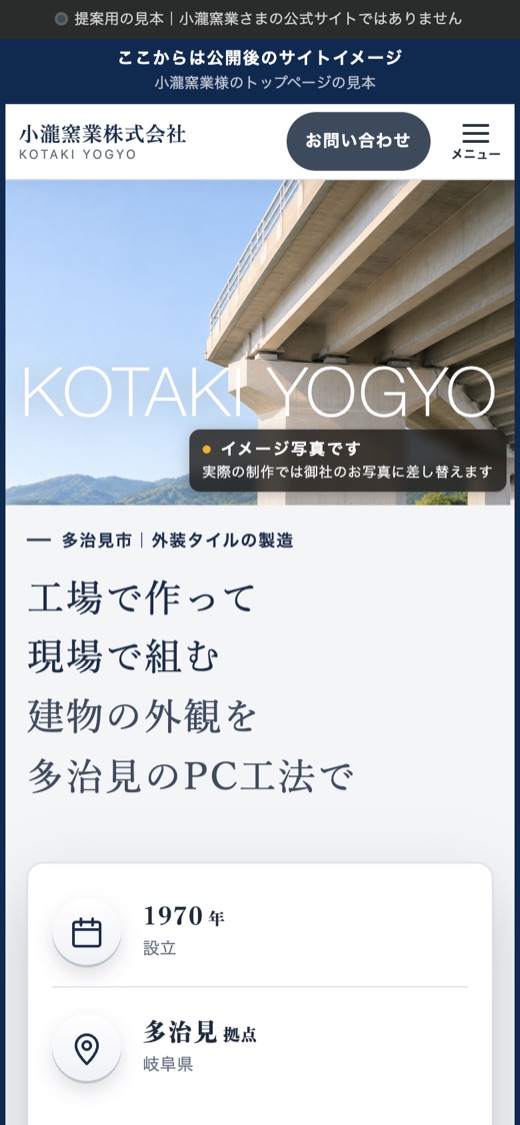 提案用の見本｜小瀧窯業さまの公式サイトではありません
ここからは公開後のサイトイメージ
小瀧窯業様のトップページの見本
小瀧窯業株式会社
KOTAKI YOGYO
お問い合わせ
メニュー
KOTAKI YOGYO
イメージ写真です
実際の制作では御社のお写真に差し替えます
多治見市｜外装タイルの製造
工場で作って
現場で組む
建物の外観を
多治見のPC工法で
1970 年
設立
多治見 拠点
岐阜県